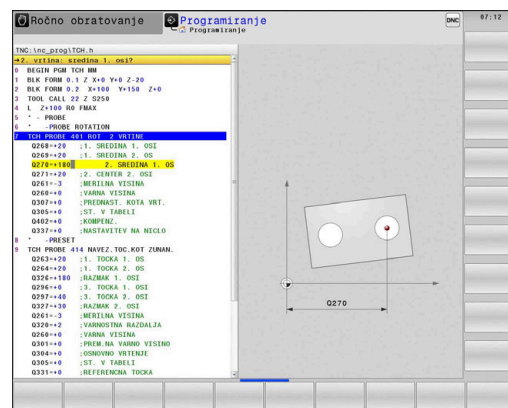 Ročno obratovanje
Programiranje
Programiranje
DNC
07:12
TNC:\nc_prog\TCH.h
→2. vrtina: sredina 1. osi?
0 BEGIN PGM TCH MM
1 BLK FORM 0.1 Z X+0 Y+0 Z-20
2 BLK FORM 0.2 X+100 Y+150 Z+0
3 TOOL CALL 22 Z S250
4 L Z+100 R0 FMAX
5 * - PROBE
6 * -PROBE ROTATION
7 TCH PROBE 401 ROT 2 VRTINE
Q268=+20 ;1. SREDINA 1. OSI
Q269=+20 ;1. SREDINA 2. OS
Q270=+180 2. SREDINA 1. OS
Q271=+20 ;2. CENTER 2. OSI
Q261=-3 ;MERILNA VISINA
Q260=+0 ;VARNA VISINA
Q307=+0 ;PREDNAST. KOTA VRT.
Q305=+0 ;ST. V TABELI
Q402=+0 ;KOMPENZ.
Q337=+0 ;NASTAVITEV NA NICLO
8 * -PRESET
9 TCH PROBE 414 NAVEZ.TOC.KOT ZUNAN.
Q263=+20 ;1. TOCKA 1. OS
Q264=+20 ;1. TOCKA 2. OS
Q326=+180 ;RAZMAK 1. OSI
Q296=+0 ;3. TOCKA 1. OSI
Q297=+40 ;3. TOCKA 2. OSI
Q327=+30 ;RAZMAK 2. OSI
Q261=-3 ;MERILNA VISINA
Q320=+2 ;VARNOSTNA RAZDALJA
Q260=+0 ;VARNA VISINA
Q301=+0 ;PREM.NA VARNO VISINO
Q304=+0 ;OSNOVNO VRTENJE
Q305=+0 ;ST. V TABELI
Q331=+0 ;REFERENCNA TOCKA
Q270